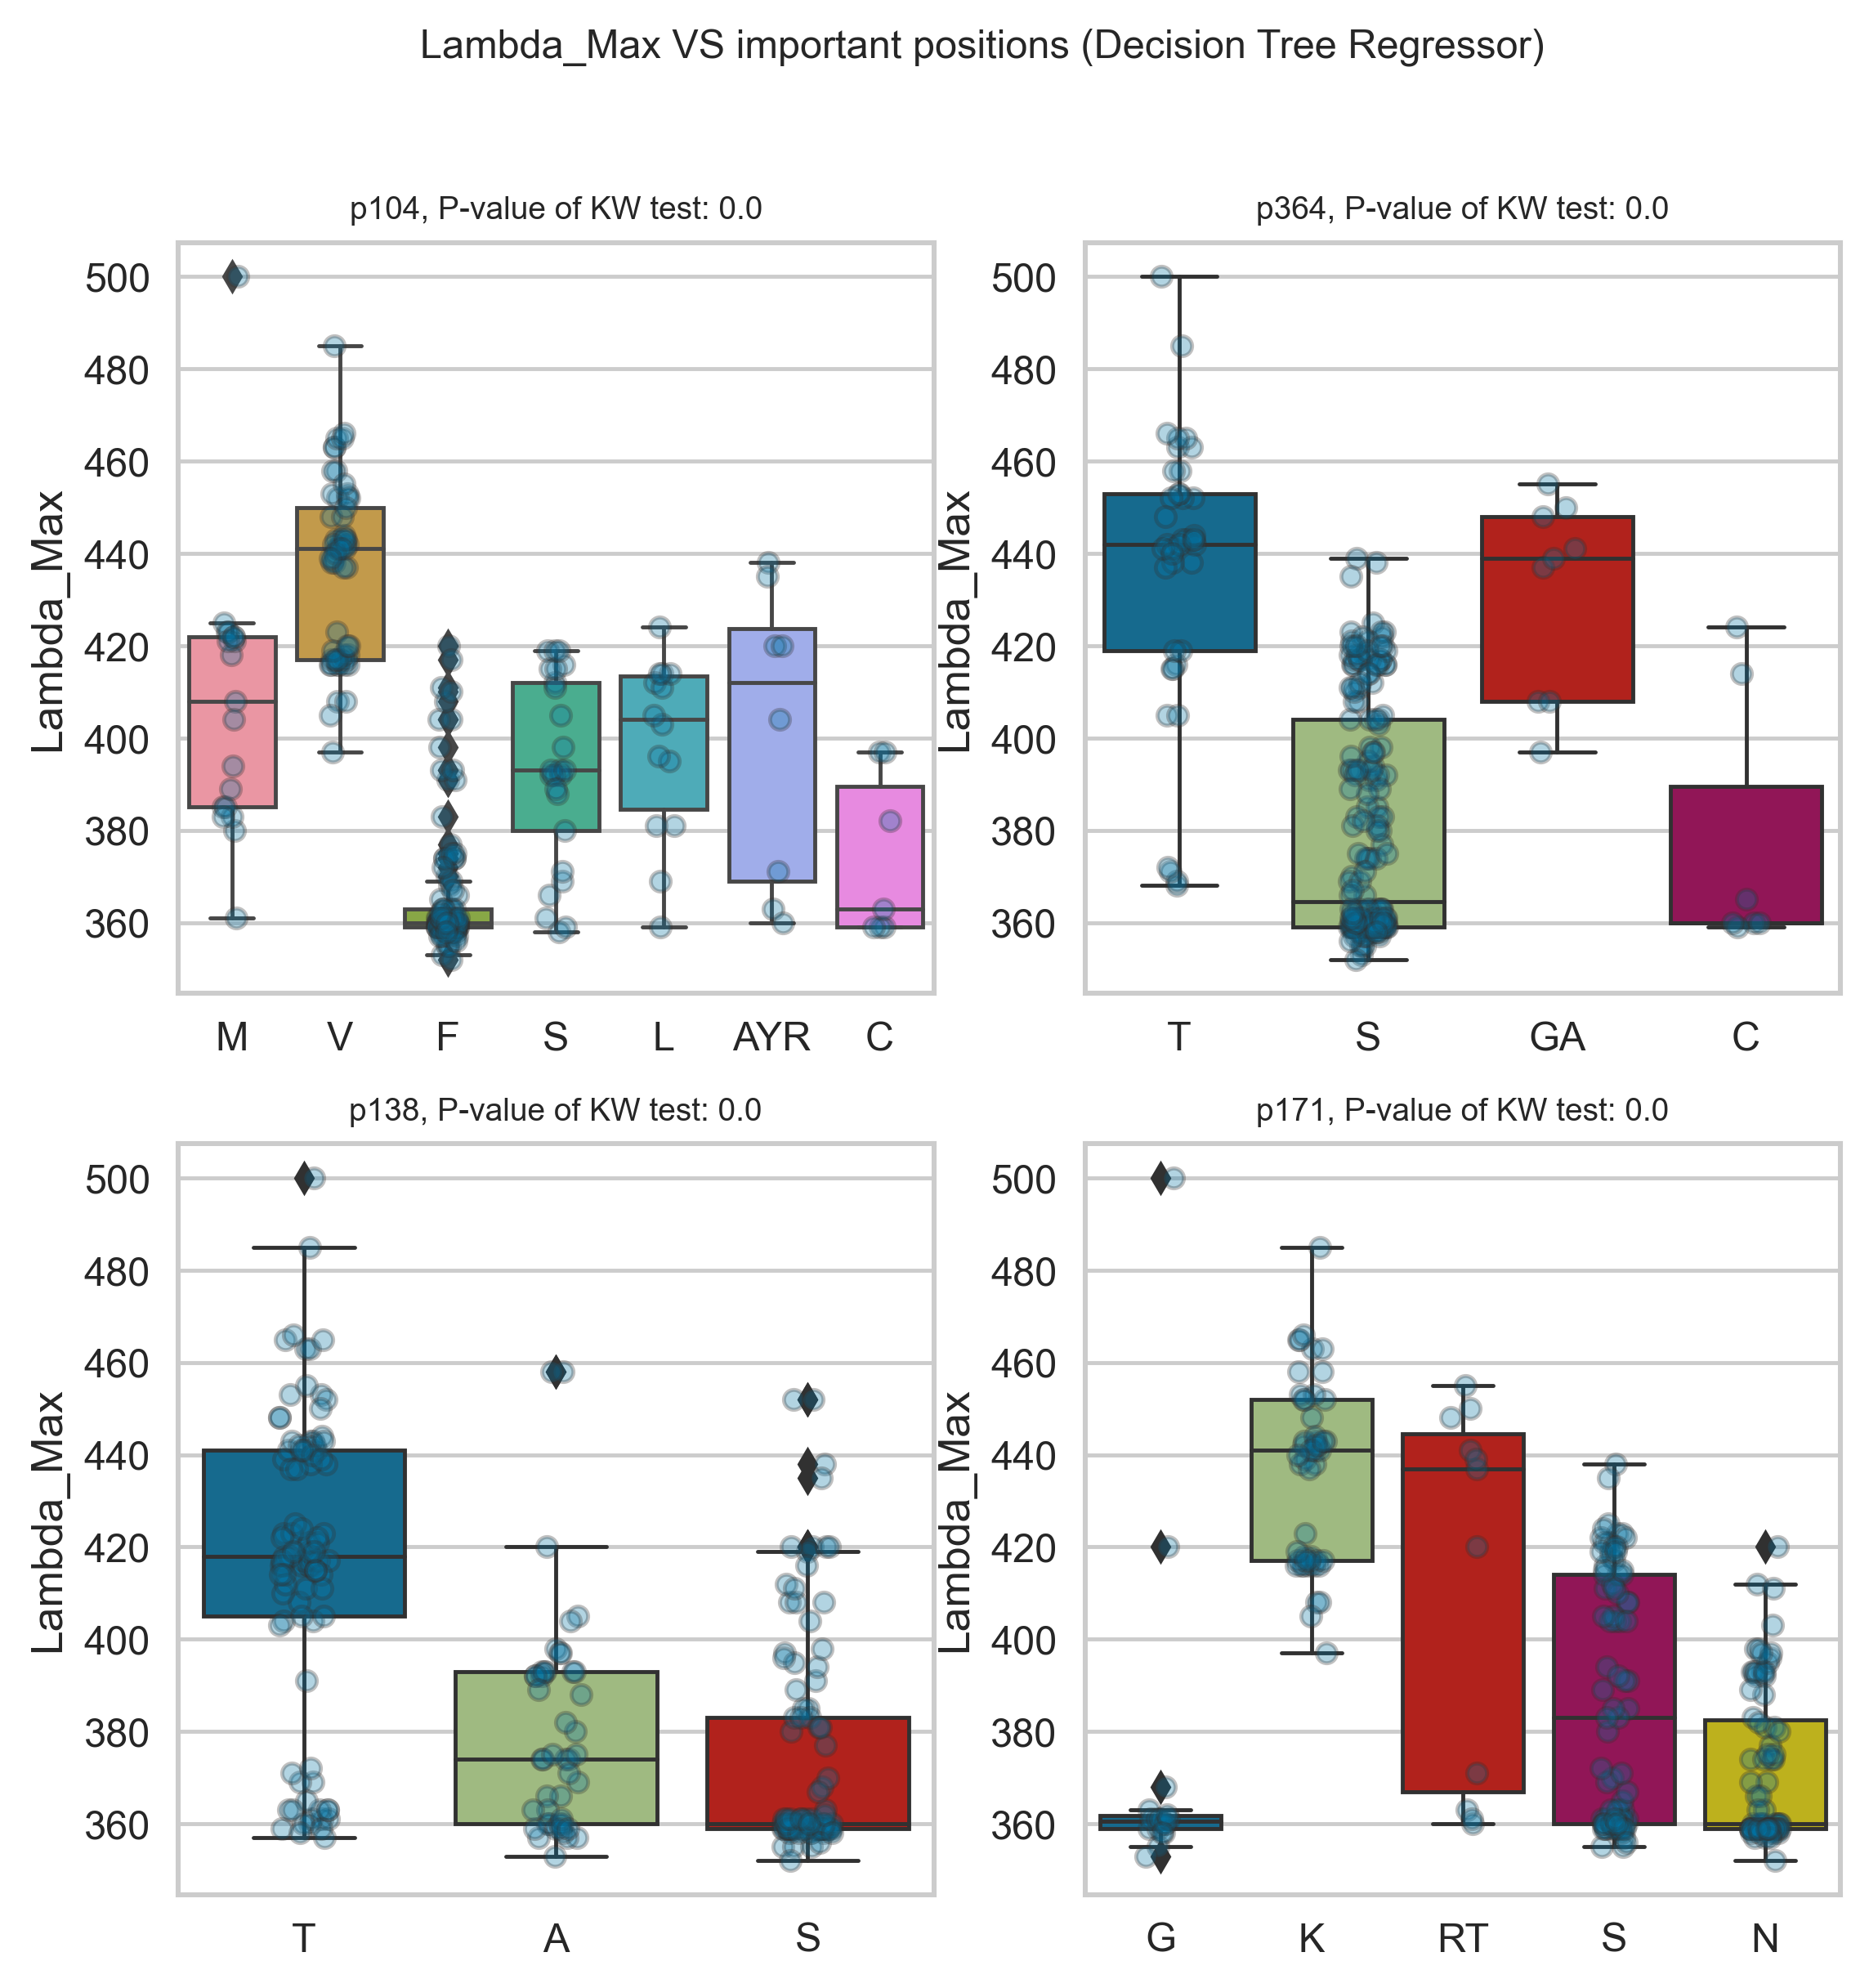 Lambda_Max VS important positions (Decision Tree Regressor)
p104, P-value of KW test: 0.0
Lambda_Max
500
480
460
440
420
400
380
360
M V F S L AYR C
p364, P-value of KW test: 0.0
Lambda_Max
500
480
460
440
420
400
380
360
T S GA C
p138, P-value of KW test: 0.0
Lambda_Max
500
480
460
440
420
400
380
360
T A S
p171, P-value of KW test: 0.0
Lambda_Max
500
480
460
440
420
400
380
360
G K RT S N